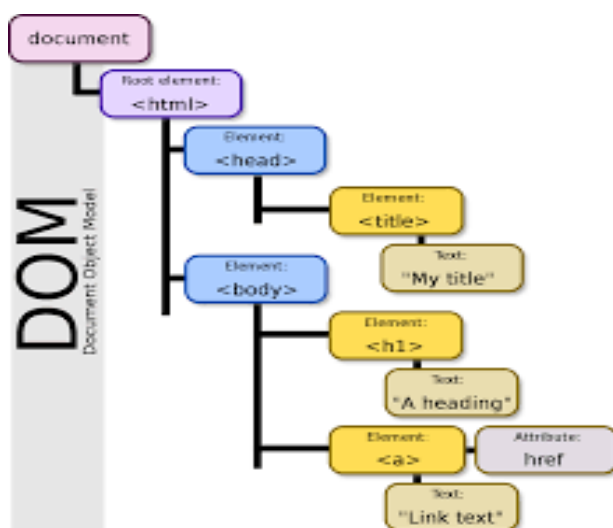 document
Root element:
<html>
Element:
<head>
Element:
<title>
Text:
"My title"
Element:
<body>
Element:
<h1>
Text:
"A heading"
Element:
<a>
Attribute:
href
Text:
"Link text"
DOM
Document Object Model